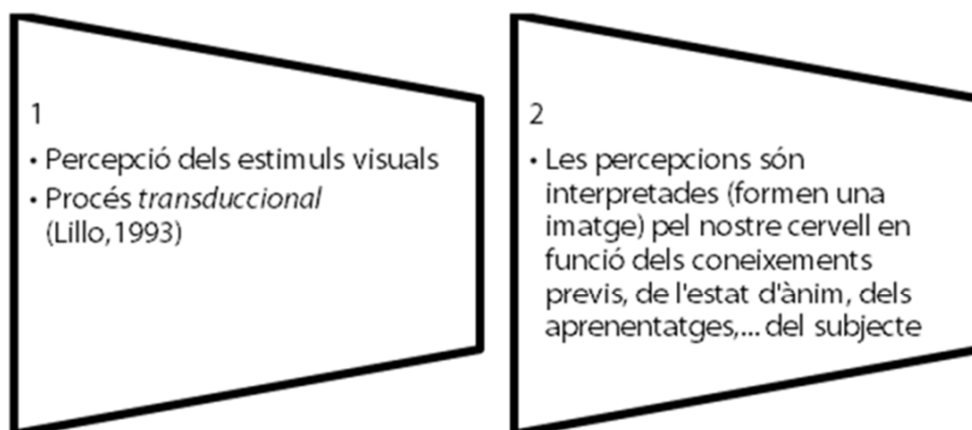 1
• Percepció dels estimuls visuals
• Procés transduccional
(Lillo, 1993)
2
• Les percepcions són
interpretades (formen una
imatge) pel nostre cervell en
funció dels coneixements
previs, de l'estat d'ànim, dels
aprenentatges,... del subjecte